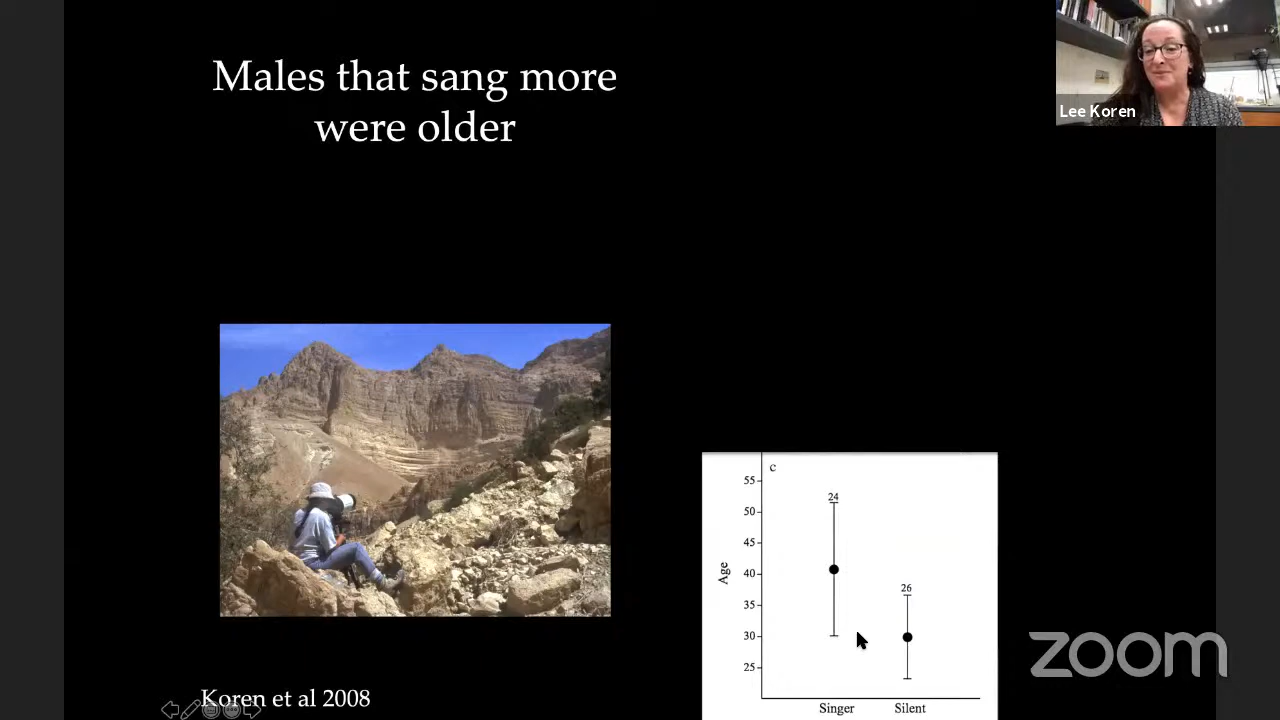 Males that sang more
were older
Lee Koren
c
55
50
45
40
35
30
25
Age
24
26
Singer
Silent
Koren et al 2008
zoom